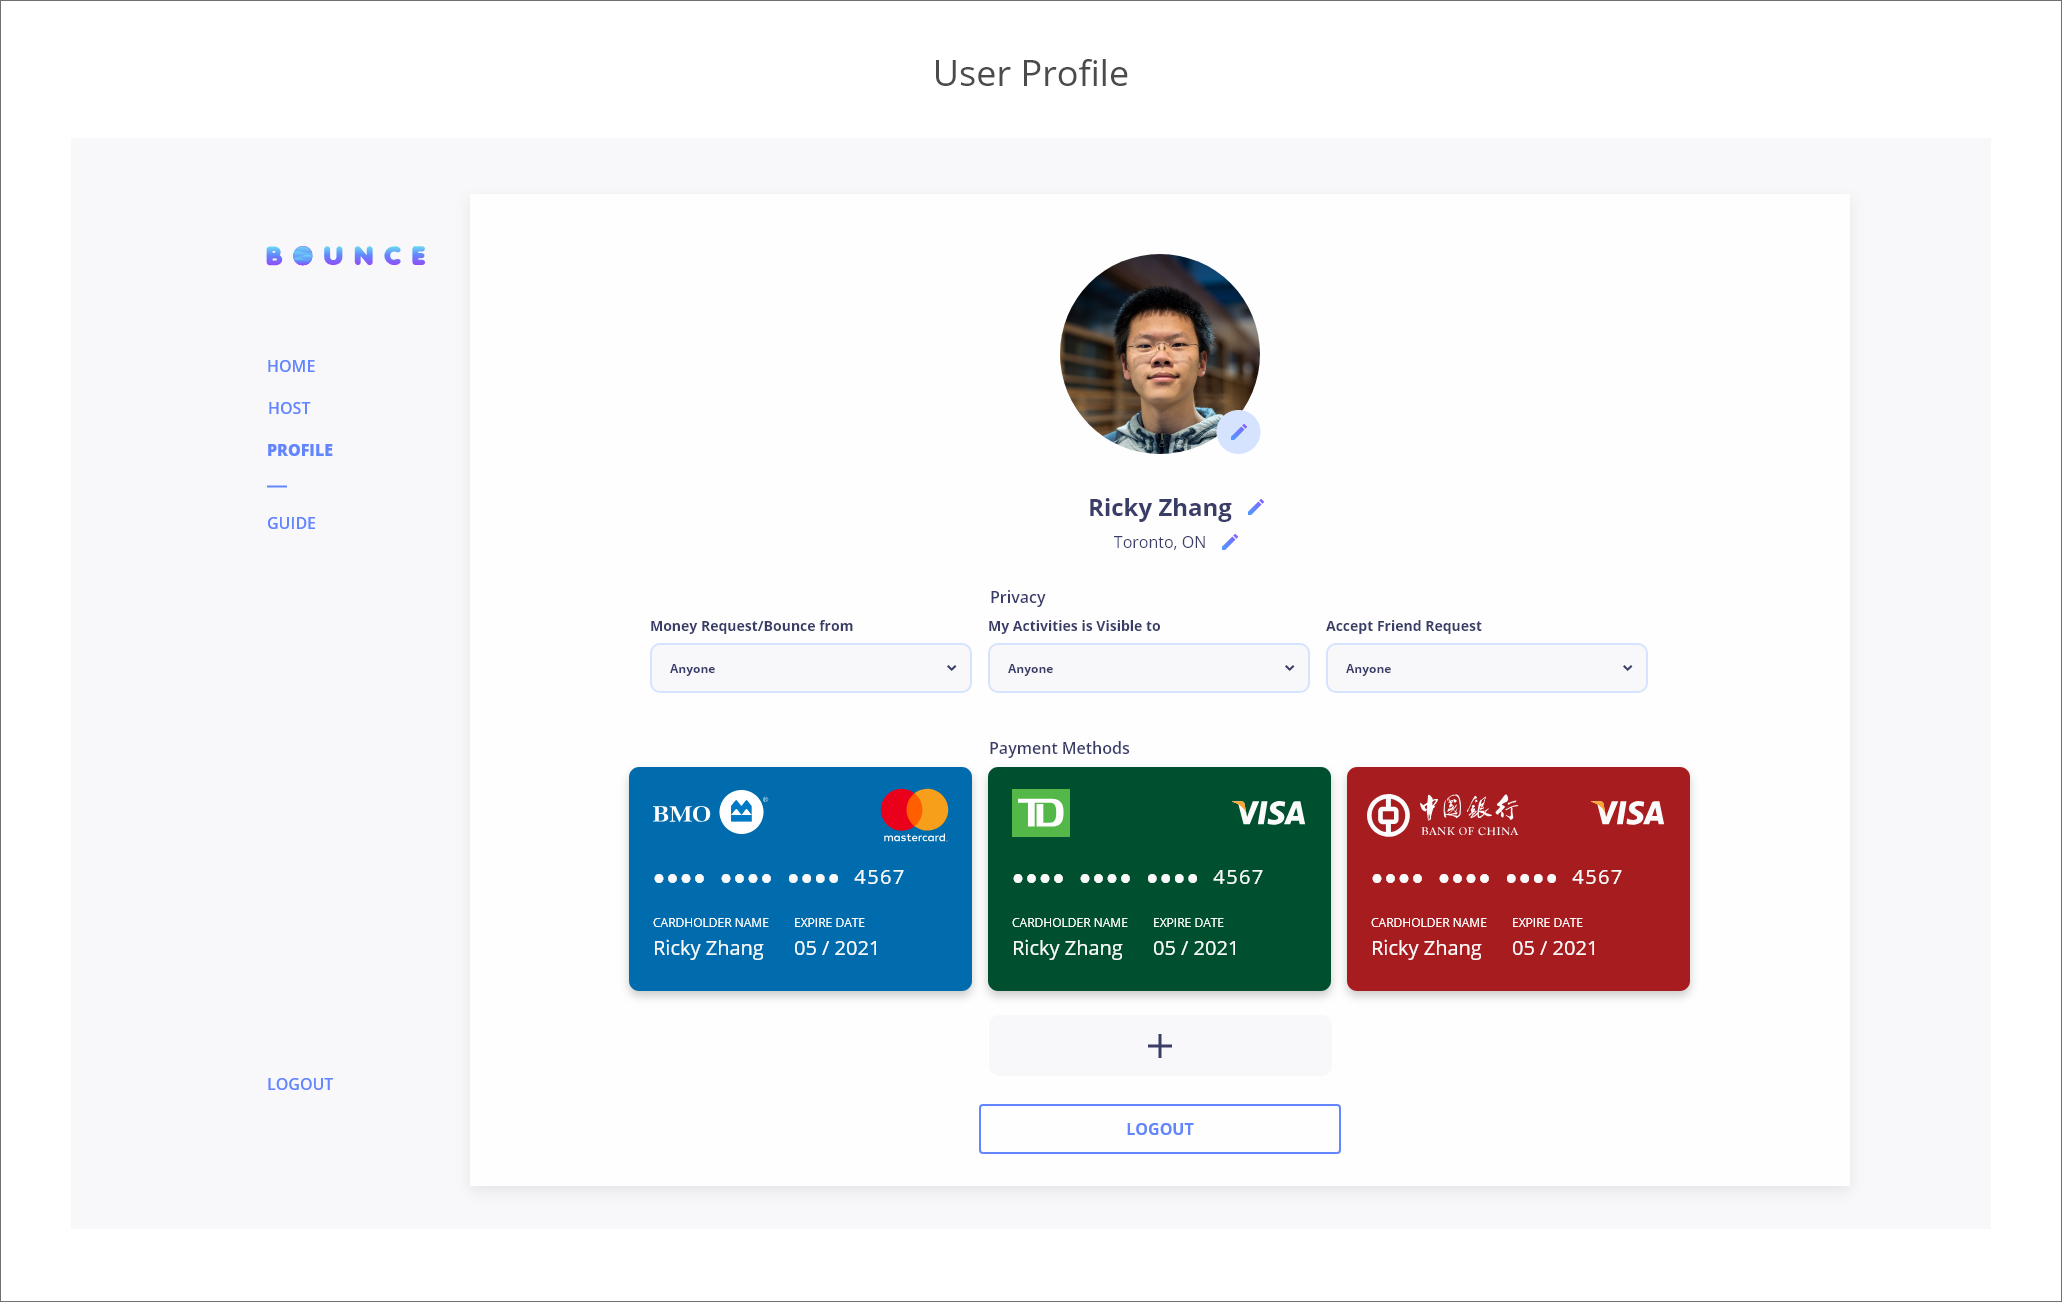 User Profile
BOUNCE
HOME
HOST
PROFILE
GUIDE
LOGOUT
Ricky Zhang
Toronto, ON
Privacy
Money Request/Bounce from
Anyone
My Activities is Visible to
Anyone
Accept Friend Request
Anyone
Payment Methods
BMO ®
mastercard.
•••• •••• •••• 4567
CARDHOLDER NAME EXPIRE DATE
Ricky Zhang 05 / 2021
TD VISA
•••• •••• •••• 4567
CARDHOLDER NAME EXPIRE DATE
Ricky Zhang 05 / 2021
中国银行 VISA
BANK OF CHINA
•••• •••• •••• 4567
CARDHOLDER NAME EXPIRE DATE
Ricky Zhang 05 / 2021
+
LOGOUT